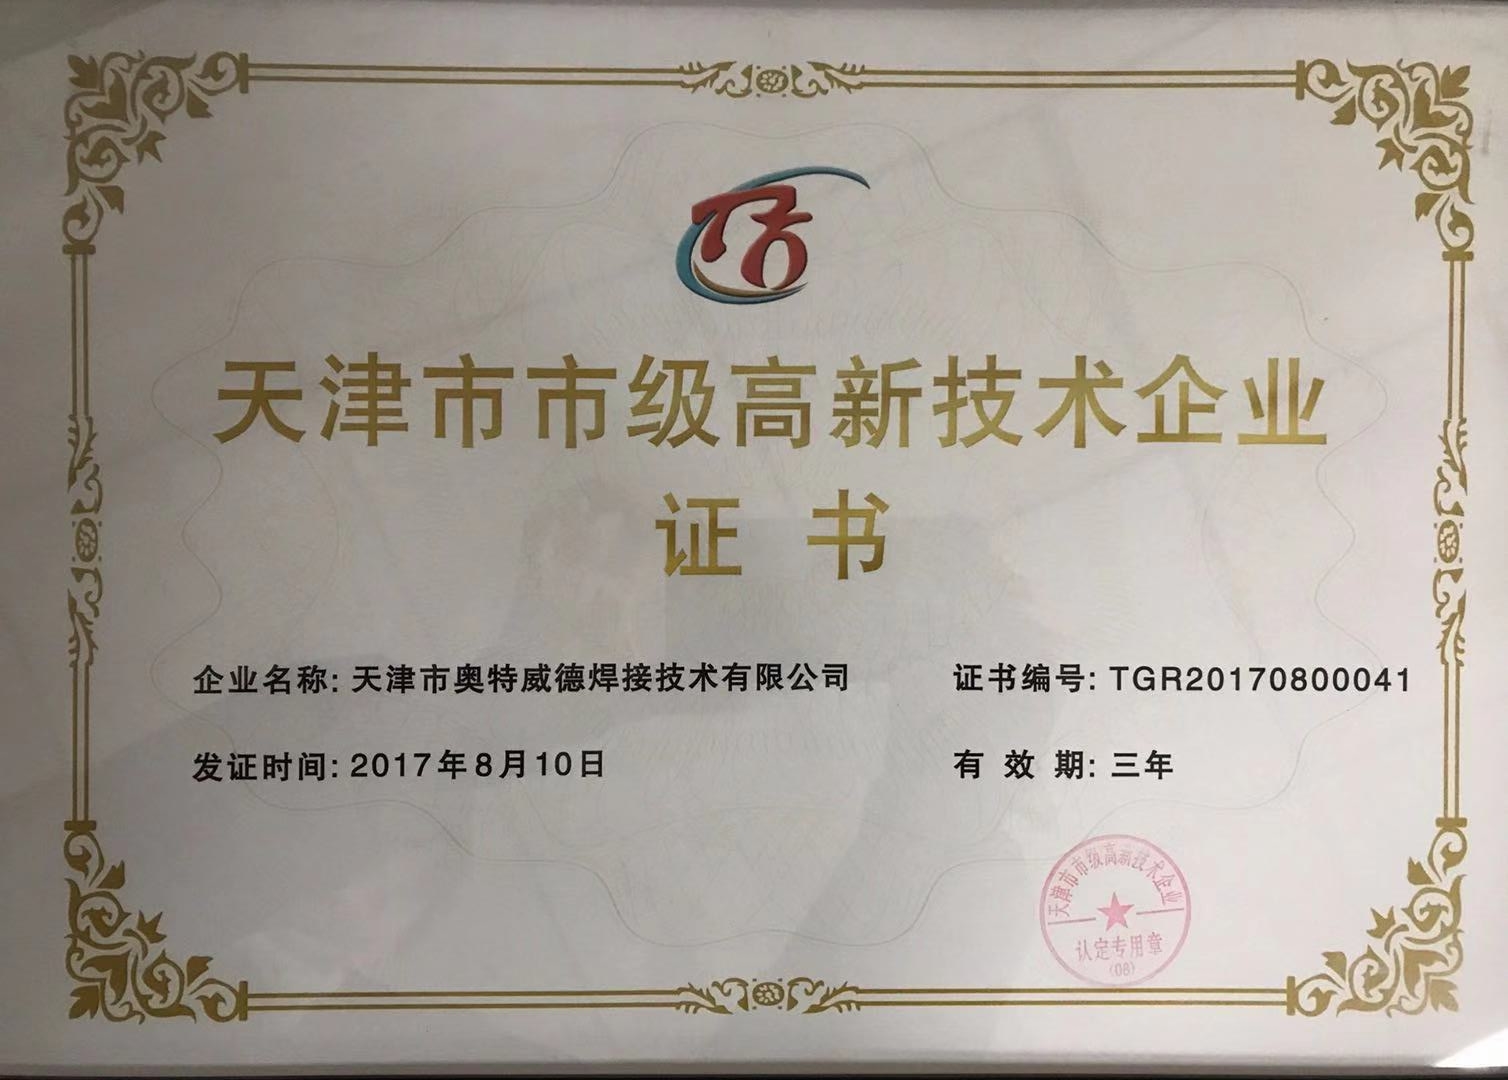 天津市市级高新技术企业
证书
企业名称: 天津市奥特威德焊接技术有限公司
证书编号: TGR20170800041
发证时间: 2017年8月10日
有效期: 三年
天津市市级高新技术企业
认定专用章
(08)